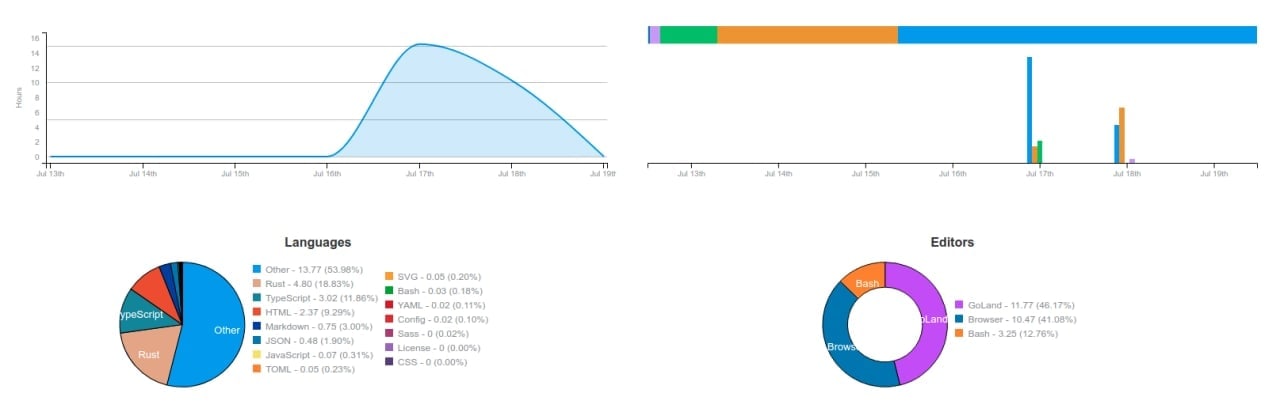 16
14
12
10
8
6
4
2
0
Hours
Jul 13th
Jul 14th
Jul 15th
Jul 16th
Jul 17th
Jul 18th
Jul 19th
Jul 13th
Jul 14th
Jul 15th
Jul 16th
Jul 17th
Jul 18th
Jul 19th
Languages
Other
Rust
ypeScript
Other - 13.77 (53.98%)
Rust - 4.80 (18.83%)
TypeScript - 3.02 (11.86%)
HTML - 2.37 (9.29%)
Markdown - 0.75 (3.00%)
JSON - 0.48 (1.90%)
JavaScript - 0.07 (0.31%)
TOML - 0.05 (0.23%)
SVG - 0.05 (0.20%)
Bash - 0.03 (0.18%)
YAML - 0.02 (0.11%)
Config - 0.02 (0.10%)
Sass - 0 (0.02%)
License - 0 (0.00%)
CSS - 0 (0.00%)
Editors
Bash
oLand
Brows
GoLand - 11.77 (46.17%)
Browser - 10.47 (41.08%)
Bash - 3.25 (12.76%)